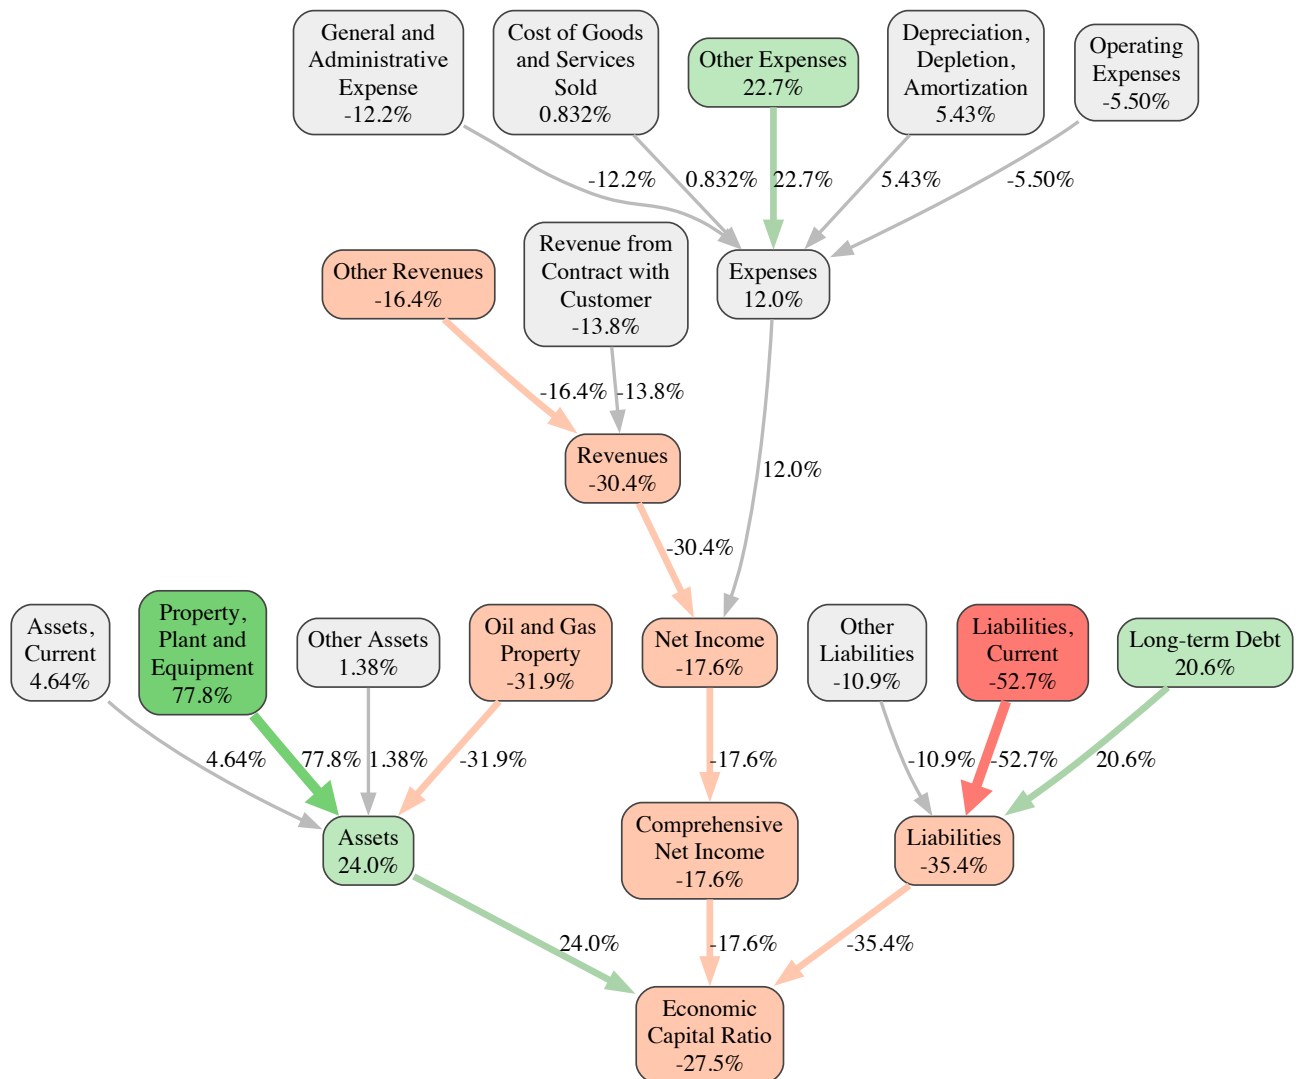 General and
Administrative
Expense
-12.2%
Cost of Goods
and Services
Sold
0.832%
Other Expenses
22.7%
Depreciation,
Depletion,
Amortization
5.43%
Operating
Expenses
-5.50%
-12.2%
0.832%
22.7%
5.43%
-5.50%
Other Revenues
-16.4%
Revenue from
Contract with
Customer
-13.8%
Expenses
12.0%
-16.4%
-13.8%
Revenues
-30.4%
12.0%
-30.4%
Assets,
Current
4.64%
Property,
Plant and
Equipment
77.8%
Other Assets
1.38%
Oil and Gas
Property
-31.9%
Net Income
-17.6%
Other
Liabilities
-10.9%
Liabilities,
Current
-52.7%
Long-term Debt
20.6%
4.64%
77.8%
1.38%
-31.9%
-17.6%
-10.9%
-52.7%
20.6%
Assets
24.0%
Comprehensive
Net Income
-17.6%
Liabilities
-35.4%
24.0%
-17.6%
-35.4%
Economic
Capital Ratio
-27.5%